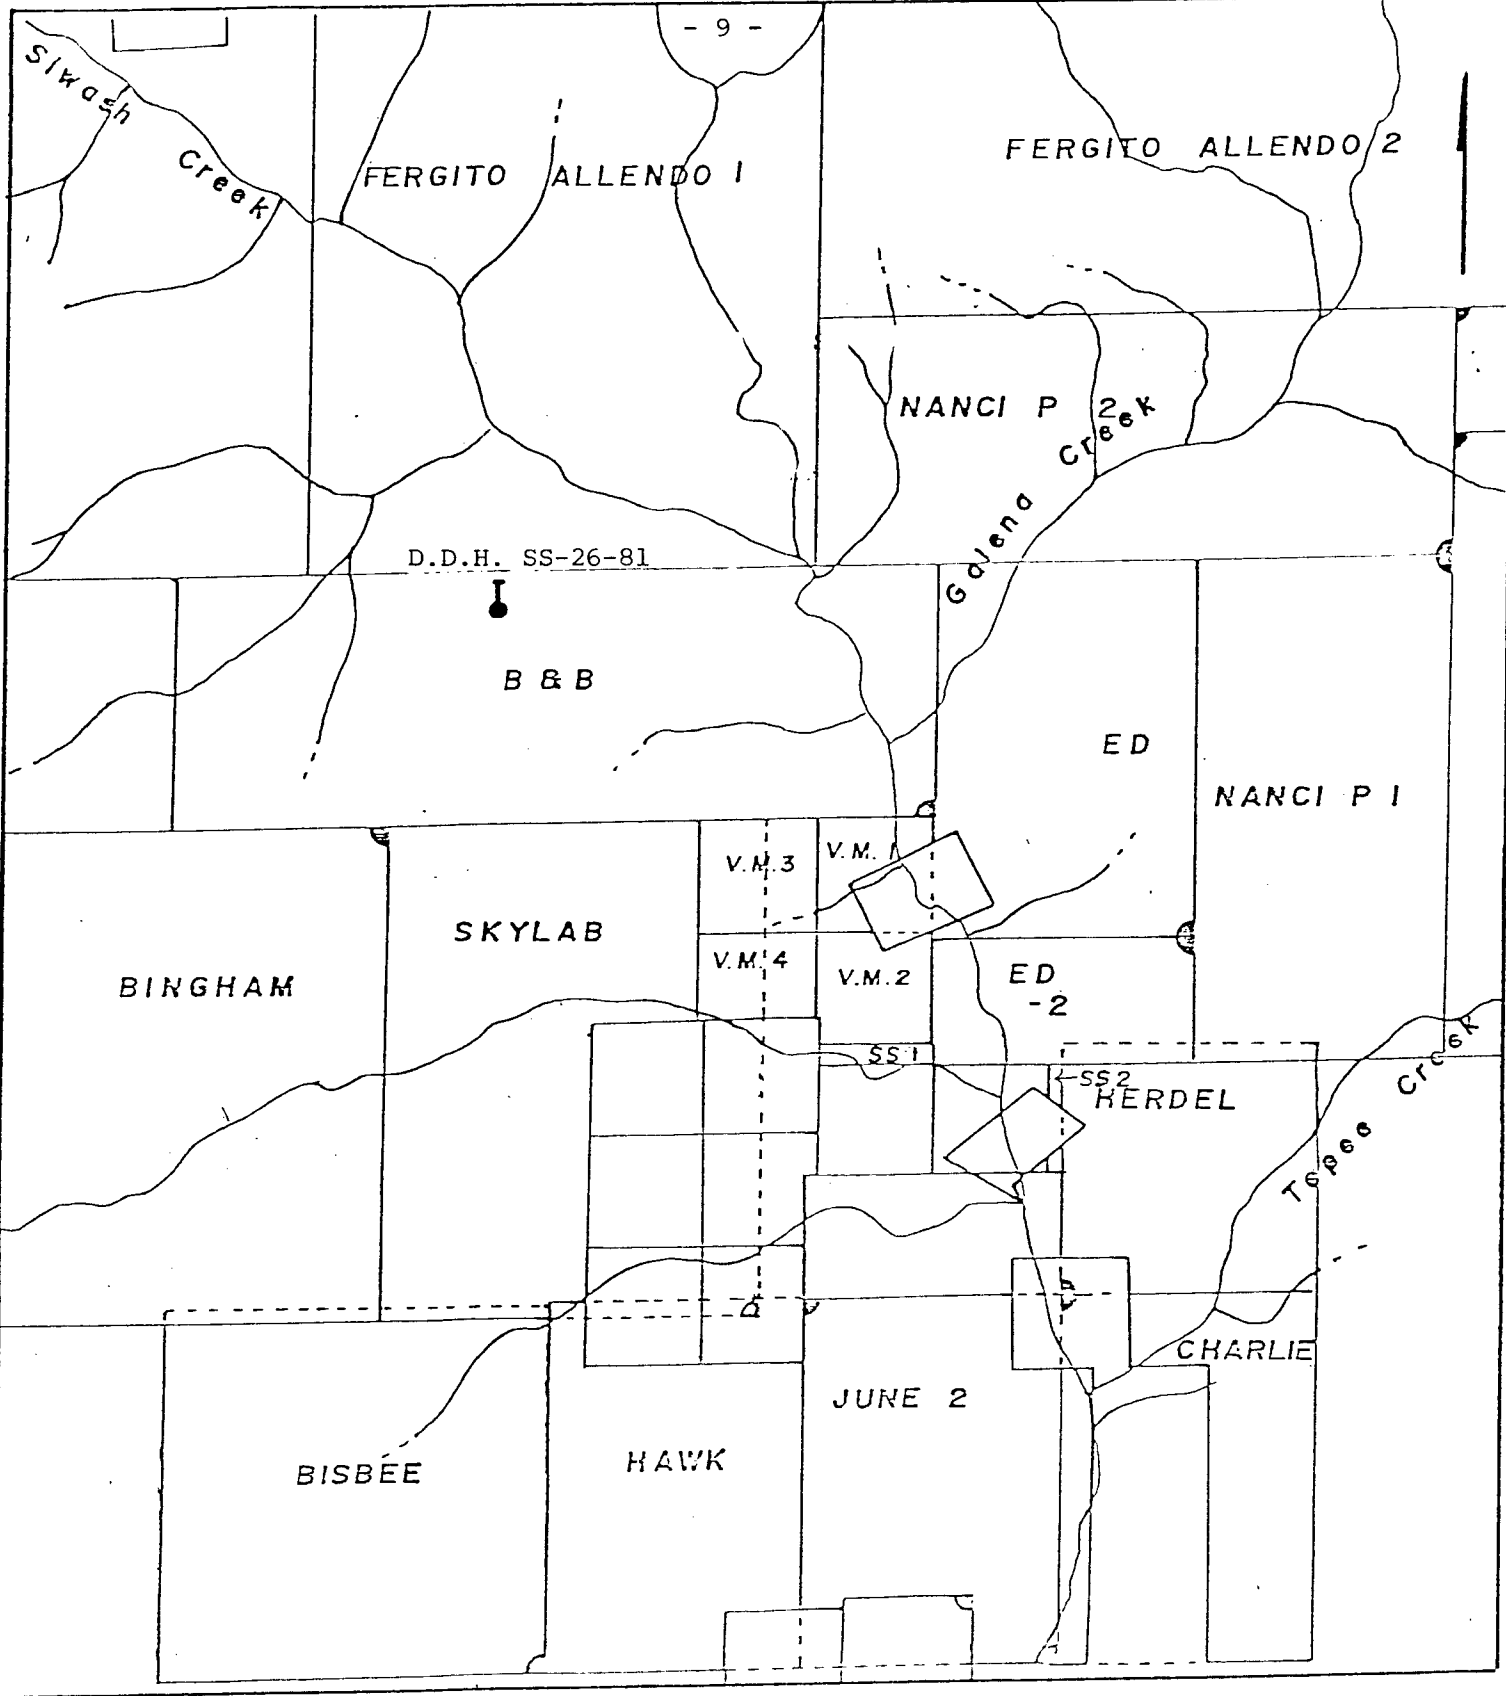 - 9 -
Siwash Creek
FERGITO ALLENDO 1
FERGITO ALLENDO 2
NANCI P 2
Galena Creek
D.D.H. SS-26-81
B & B
ED
NANCI P 1
V.M. 3
V.M. 1
SKYLAB
V.M. 4
V.M. 2
ED
-2
BINGHAM
SS 1
SS 2
HERDEL
Tepee Creek
CHARLIE
JUNE 2
HAWK
BISBEE